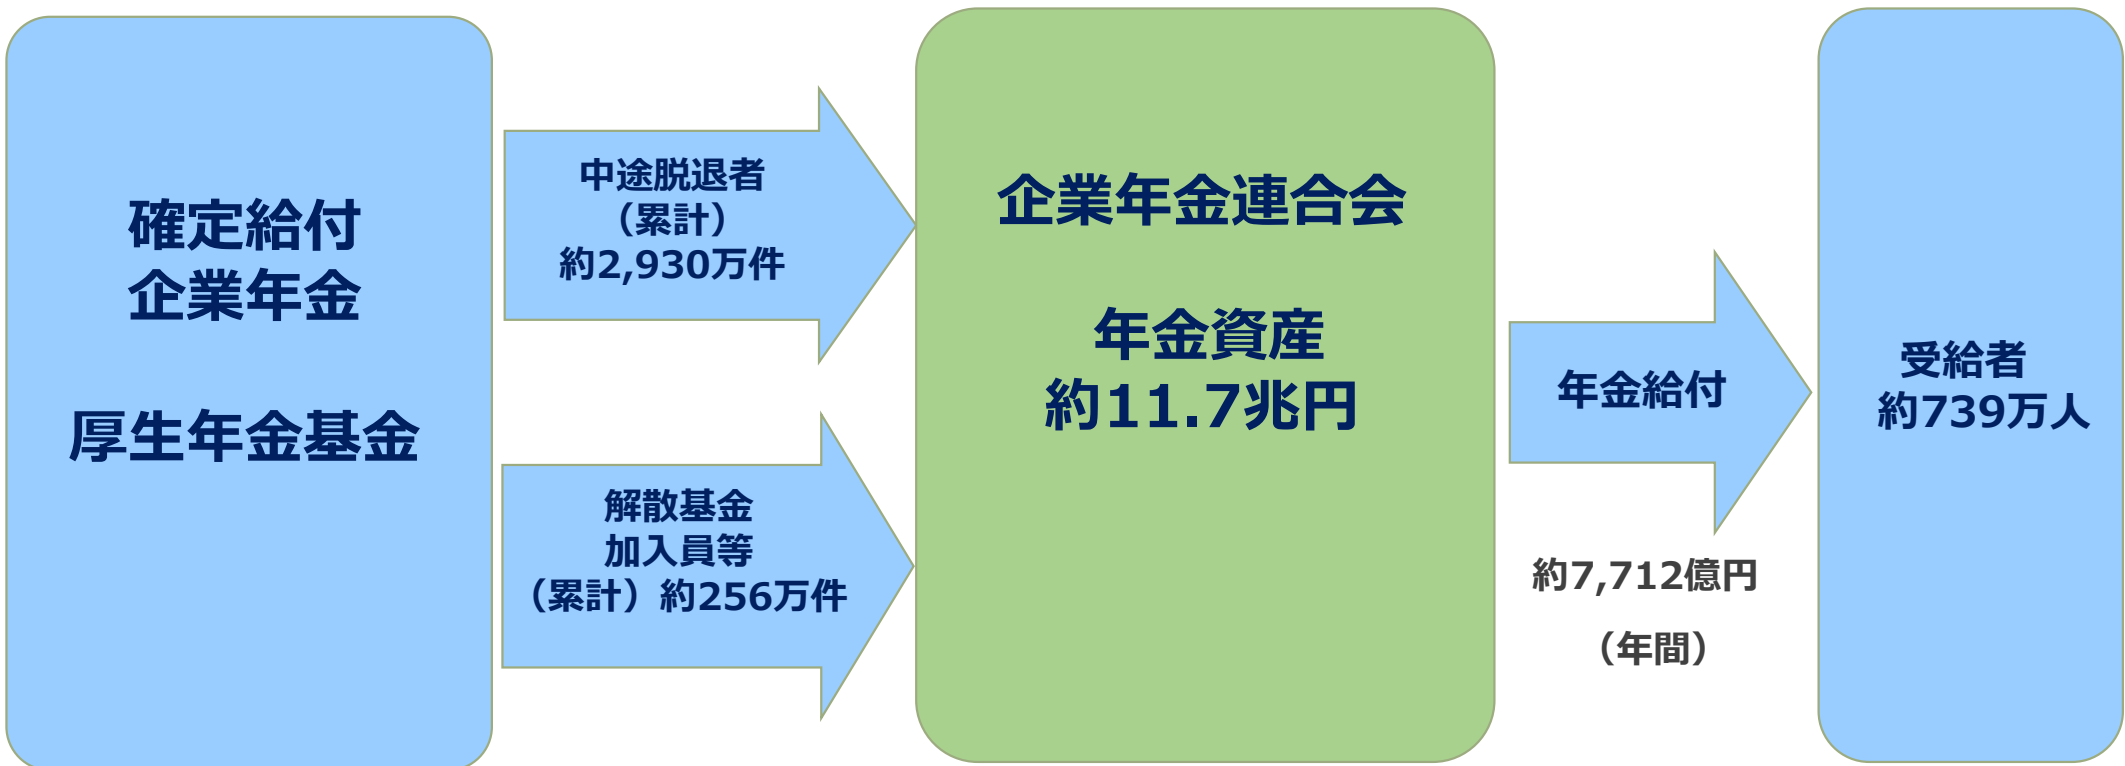 確定給付
企業年金
厚生年金基金
中途脱退者
（累計）
約2,930万件
解散基金
加入員等
（累計）約256万件
企業年金連合会
年金資産
約11.7兆円
年金給付
約7,712億円
（年間）
受給者
約739万人